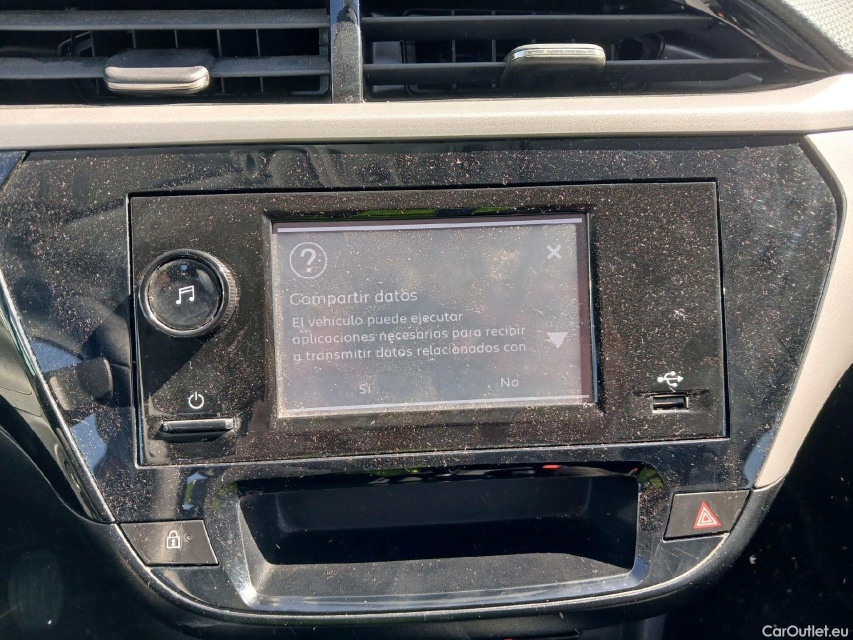 Compartir datos
El vehículo puede ejecutar
aplicaciones necesarias para recibir
y transmitir datos relacionados con
Sí
No
CarOutlet.eu